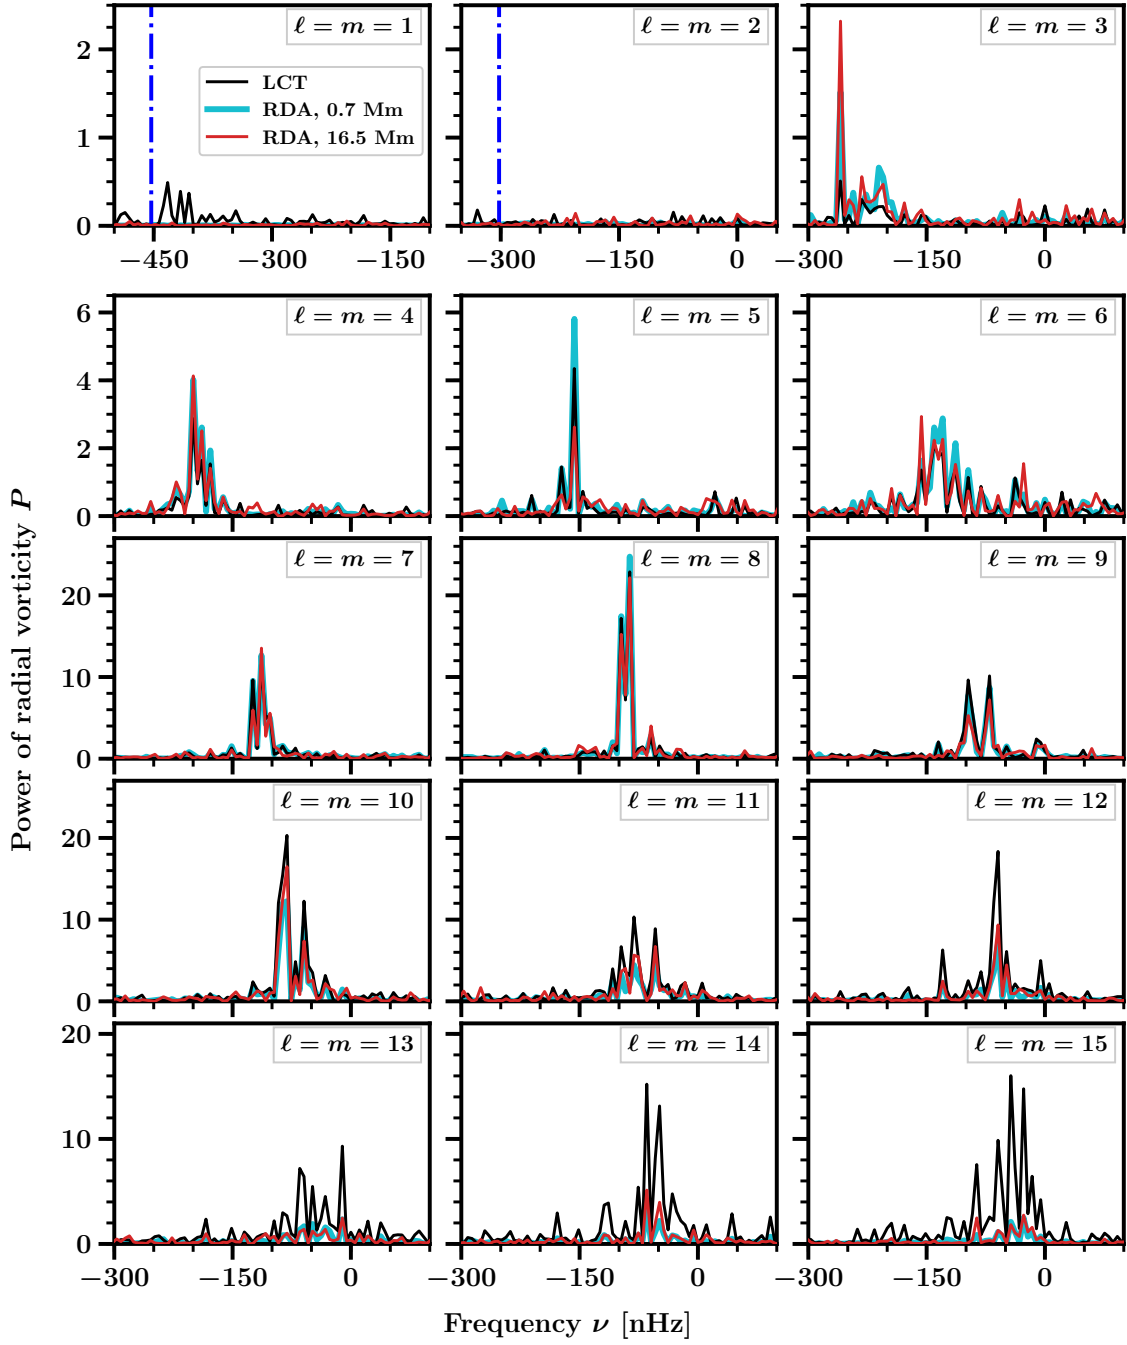 ℓ = m = 1
ℓ = m = 2
ℓ = m = 3
LCT
RDA, 0.7 Mm
RDA, 16.5 Mm
2
1
0
−450 −300 −150
−300 −150 0
−300 −150 0
ℓ = m = 4
ℓ = m = 5
ℓ = m = 6
6
4
2
0
ℓ = m = 7
ℓ = m = 8
ℓ = m = 9
20
10
0
ℓ = m = 10
ℓ = m = 11
ℓ = m = 12
20
10
0
ℓ = m = 13
ℓ = m = 14
ℓ = m = 15
20
10
0
−300 −150 0
−300 −150 0
−300 −150 0
Power of radial vorticity P
Frequency ν [nHz]